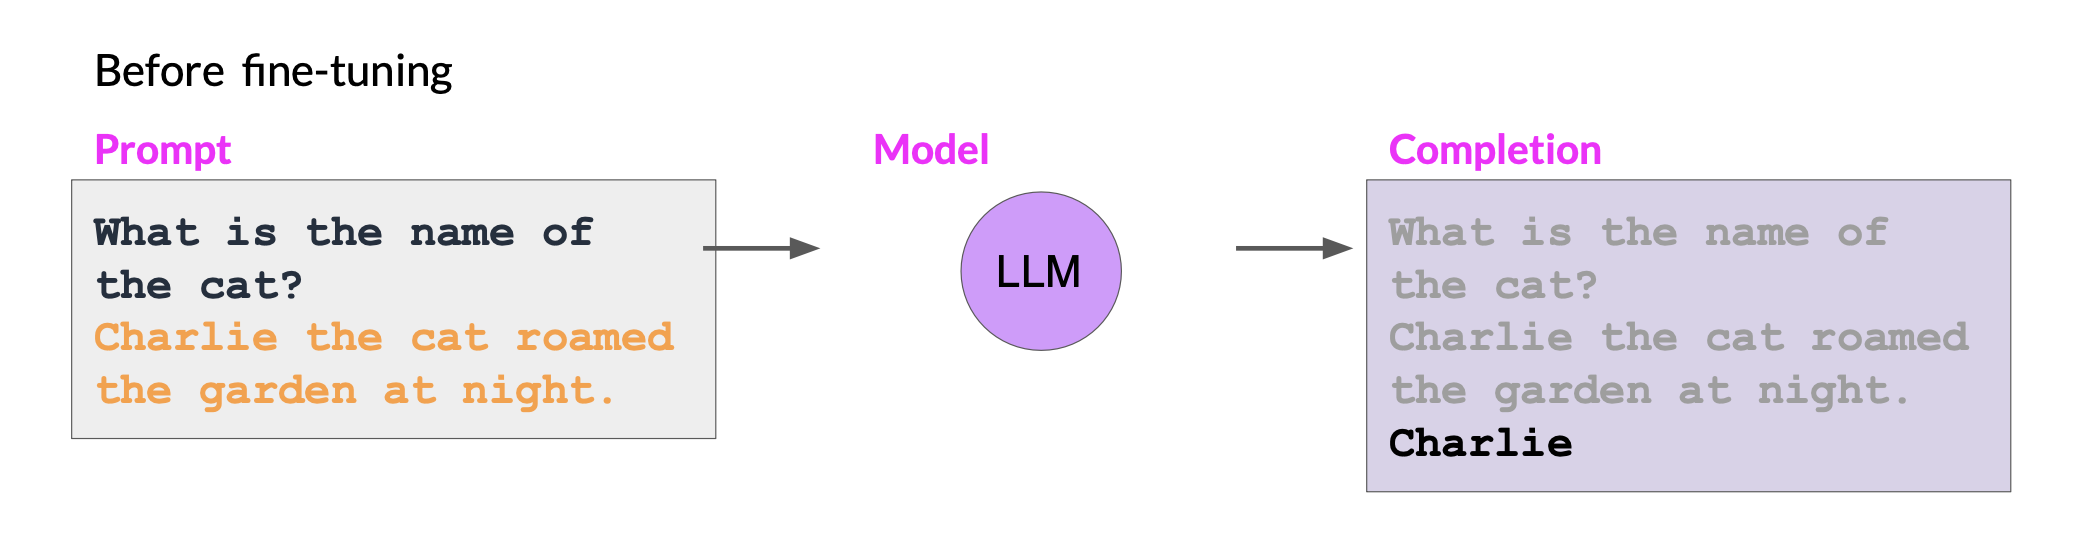 Before fine-tuning
Prompt
What is the name of
the cat?
Charlie the cat roamed
the garden at night.
Model
LLM
Completion
What is the name of
the cat?
Charlie the cat roamed
the garden at night.
Charlie